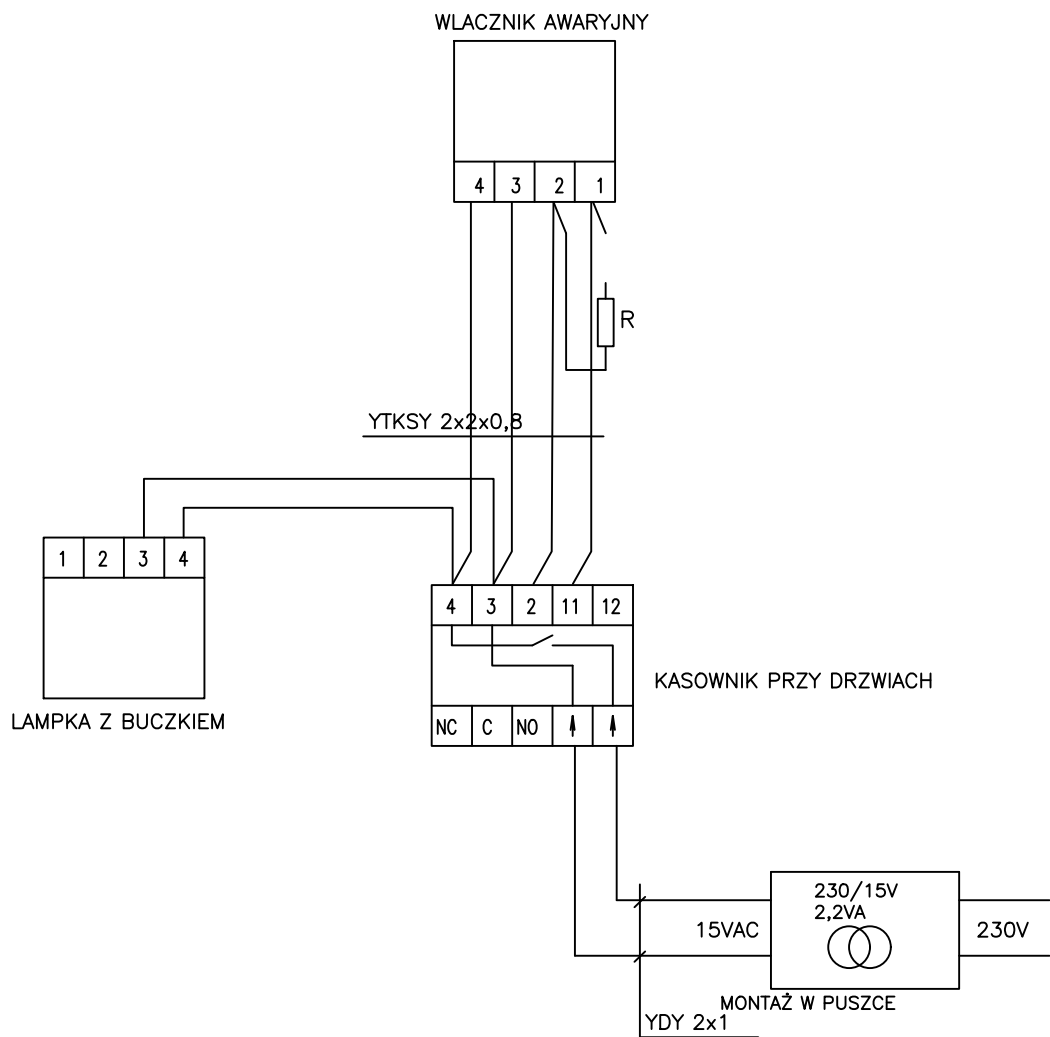 WLACZNIK AWARYJNY
4 3 2 1
R
YTKSY 2x2x0,8
1 2 3 4
LAMPKA Z BUCZKIEM
4 3 2 11 12
KASOWNIK PRZY DRZWIACH
NC C NO
230/15V
2,2VA
15VAC
230V
MONTAŻ W PUSZCE
YDY 2x1